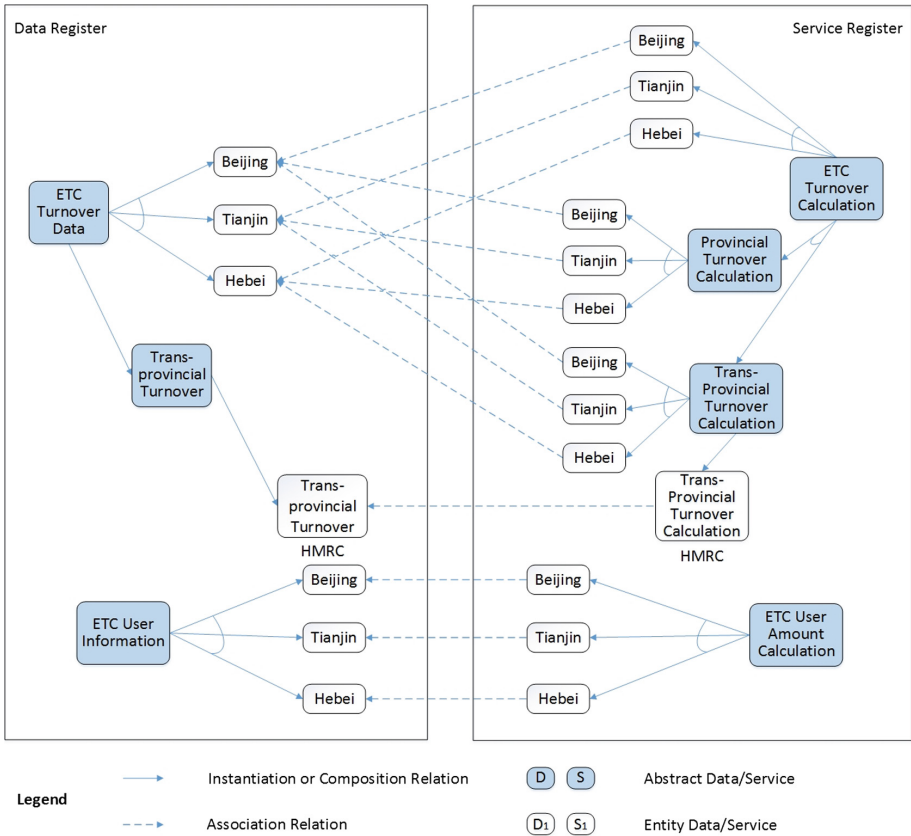 Data Register
Beijing
ETC
Turnover
Data
Tianjin
Hebei
Trans-
provincial
Turnover
Trans-
provincial
Turnover
HMRC
ETC User
Information
Beijing
Tianjin
Hebei
Service Register
Beijing
Tianjin
Hebei
ETC
Turnover
Calculation
Beijing
Tianjin
Hebei
Provincial
Turnover
Calculation
Beijing
Tianjin
Hebei
Trans-
Provincial
Turnover
Calculation
Trans-
Provincial
Turnover
Calculation
HMRC
Beijing
Tianjin
Hebei
ETC User
Amount
Calculation
Legend
Instantiation or Composition Relation
D S Abstract Data/Service
Association Relation
D1 S1 Entity Data/Service